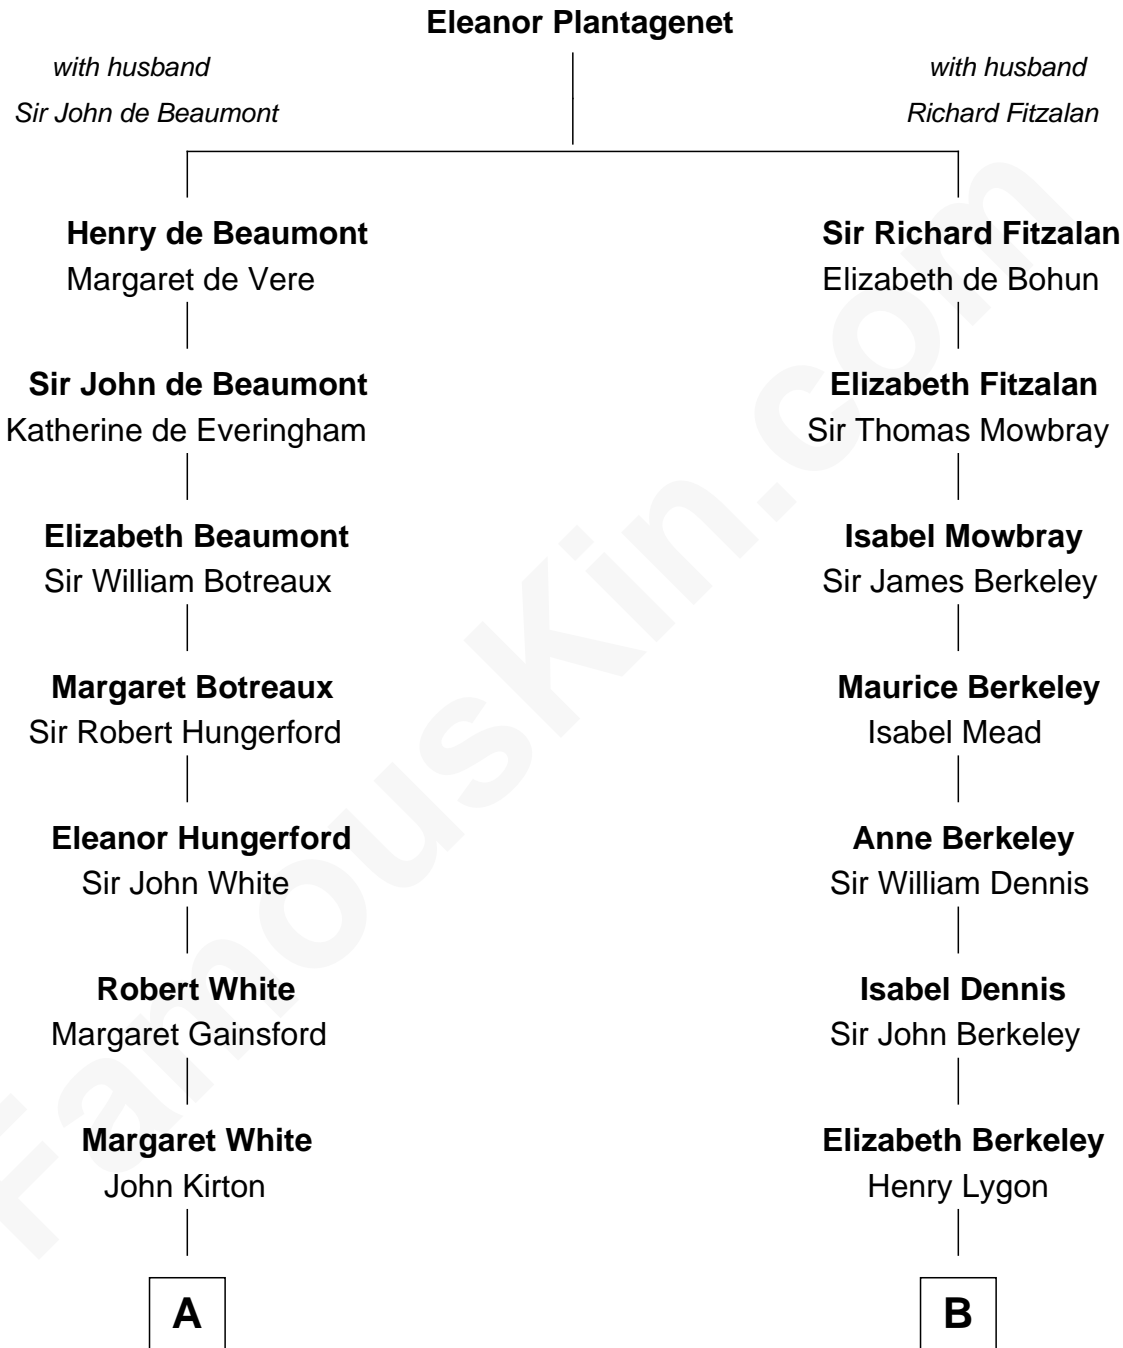 Eleanor Plantagenet
with husband
Sir John de Beaumont
with husband
Richard Fitzalan
Henry de Beaumont
Margaret de Vere
Sir Richard Fitzalan
Elizabeth de Bohun
Sir John de Beaumont
Katherine de Everingham
Elizabeth Fitzalan
Sir Thomas Mowbray
Elizabeth Beaumont
Sir William Botreaux
Isabel Mowbray
Sir James Berkeley
Margaret Botreaux
Sir Robert Hungerford
Maurice Berkeley
Isabel Mead
Eleanor Hungerford
Sir John White
Anne Berkeley
Sir William Dennis
Robert White
Margaret Gainsford
Isabel Dennis
Sir John Berkeley
Margaret White
John Kirton
Elizabeth Berkeley
Henry Lygon
A
B
FamousKin.com